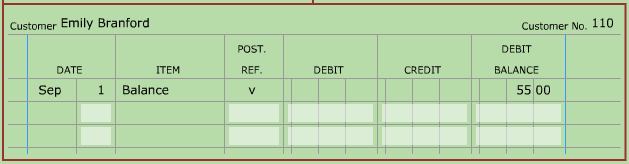 Customer Emily Branford Customer No. 110
POST. DEBIT
DATE ITEM REF. DEBIT CREDIT BALANCE
Sep 1 Balance v 55 00